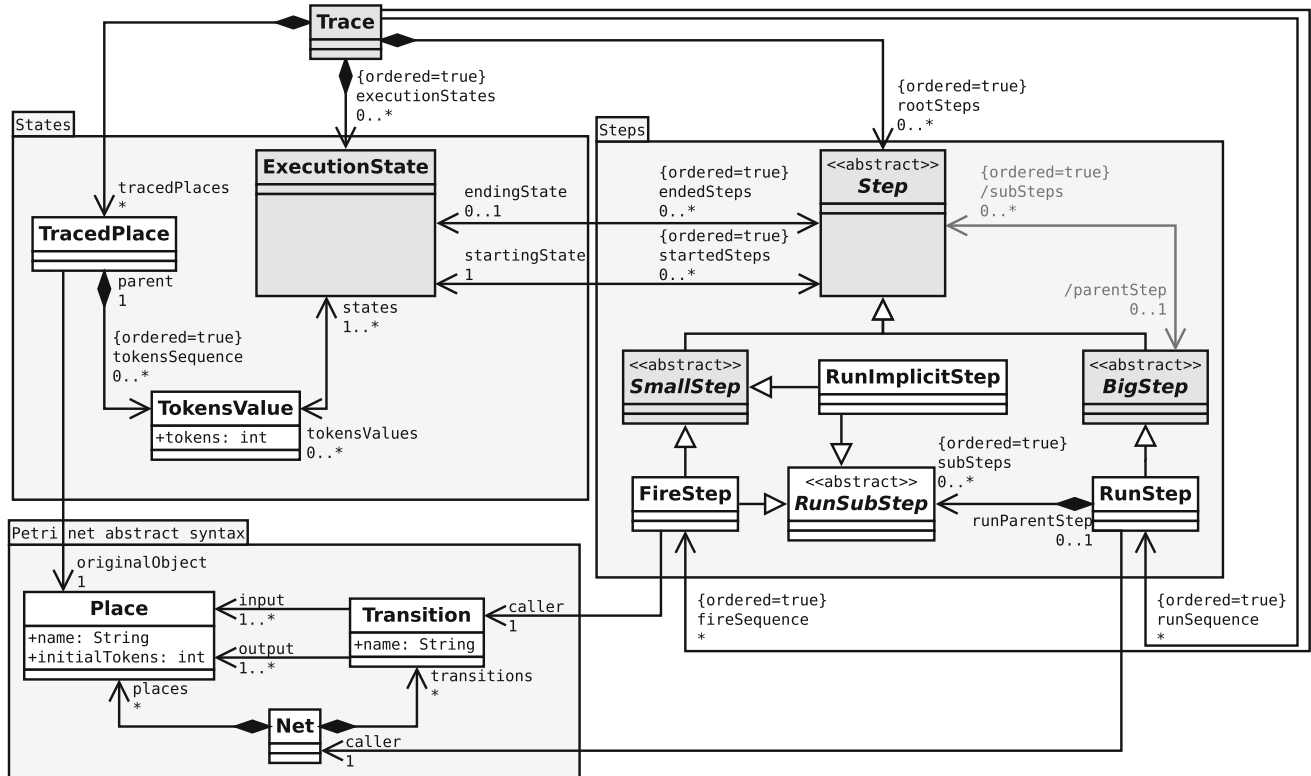 Trace
{ordered=true}
executionStates
0..*
{ordered=true}
rootSteps
0..*
States
Steps
ExecutionState
<<abstract>>
Step
{ordered=true}
/subSteps
0..*
tracedPlaces
*
endingState
0..1
{ordered=true}
endedSteps
0..*
TracedPlace
startingState
1
{ordered=true}
startedSteps
0..*
parent
1
states
1..*
/parentStep
0..1
{ordered=true}
tokensSequence
0..*
<<abstract>>
SmallStep
RunImplicitStep
<<abstract>>
BigStep
TokensValue
+tokens: int
tokensValues
0..*
{ordered=true}
subSteps
0..*
FireStep
<<abstract>>
RunSubStep
RunStep
runParentStep
0..1
Petri net abstract syntax
originalObject
1
Place
+name: String
+initialTokens: int
input
1..*
output
1..*
Transition
+name: String
caller
1
{ordered=true}
fireSequence
*
{ordered=true}
runSequence
*
places
*
transitions
*
Net
caller
1